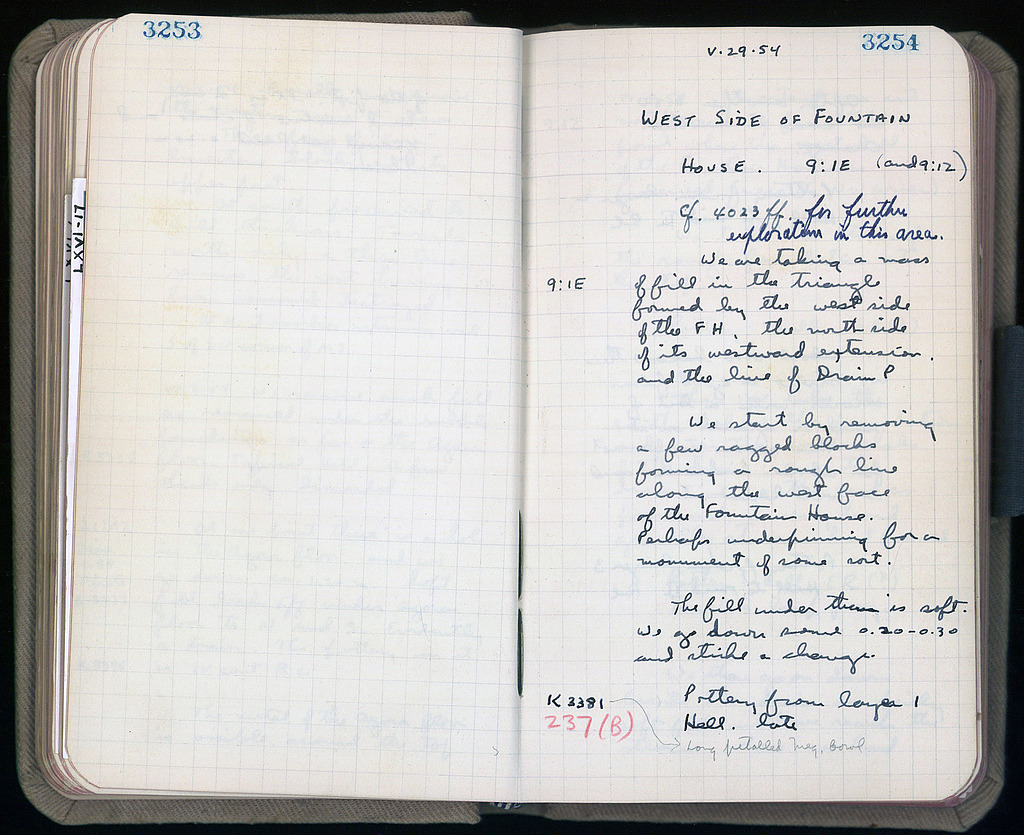 3253
LXVI-17
3254
V.29.54
WEST SIDE OF FOUNTAIN
HOUSE. 9:1E (and 9:12)
Cf. 4023 ff. for further
exploration in this area.
We are taking a mass
9:1E of fill in the triangle
formed by the west side
of the FH, the north side
of its westward extension,
and the line of Drain P
We start by removing
a few ragged blocks
forming a rough line
along the west face
of the Fountain House.
Perhaps underpinning for a
monument of some sort.
The fill under them is soft.
We go down some 0.20-0.30
and strike a change.
K 3381 Pottery from layer 1
237(B) Hell. late
Long petalled Meg. Bowl